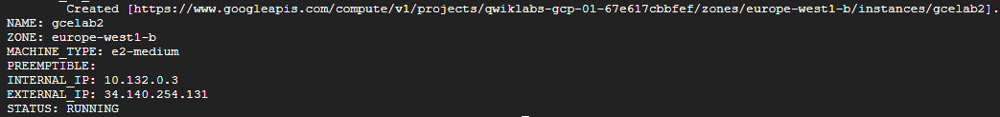 Created [https://www.googleapis.com/compute/v1/projects/qwiklabs-gcp-01-67e617cbbfef/zones/europe-west1-b/instances/gcelab2].
NAME: gcelab2
ZONE: europe-west1-b
MACHINE_TYPE: e2-medium
PREEMPTIBLE:
INTERNAL_IP: 10.132.0.3
EXTERNAL_IP: 34.140.254.131
STATUS: RUNNING